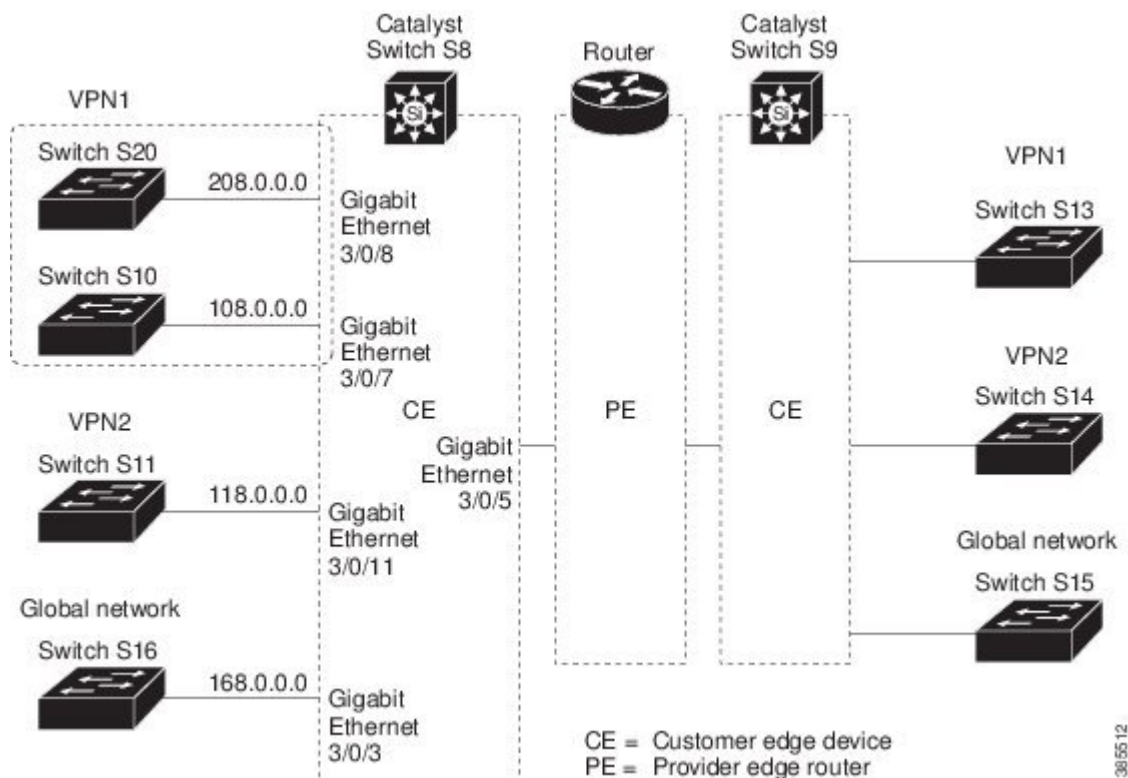 Catalyst
Switch S8
Router
Catalyst
Switch S9
VPN1
Switch S20
208.0.0.0
Gigabit
Ethernet
3/0/8
Switch S10
108.0.0.0
Gigabit
Ethernet
3/0/7
VPN2
Switch S11
118.0.0.0
Gigabit
Ethernet
3/0/11
Global network
Switch S16
168.0.0.0
Gigabit
Ethernet
3/0/3
CE
Gigabit
Ethernet
3/0/5
PE
CE
VPN1
Switch S13
VPN2
Switch S14
Global network
Switch S15
Si
Si
CE = Customer edge device
PE = Provider edge router
385512